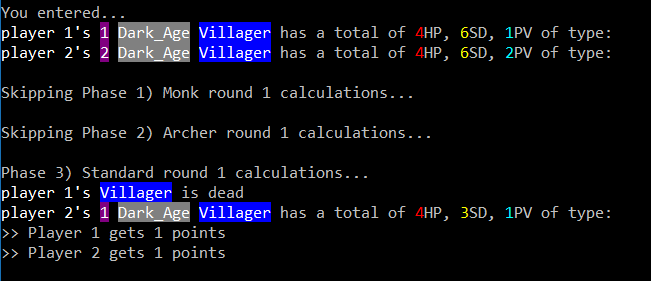 You entered...
player 1's 1 Dark_Age Villager has a total of 4HP, 6SD, 1PV of type:
player 2's 2 Dark_Age Villager has a total of 4HP, 6SD, 2PV of type:
Skipping Phase 1) Monk round 1 calculations...
Skipping Phase 2) Archer round 1 calculations...
Phase 3) Standard round 1 calculations...
player 1's Villager is dead
player 2's 1 Dark_Age Villager has a total of 4HP, 3SD, 1PV of type:
>> Player 1 gets 1 points
>> Player 2 gets 1 points